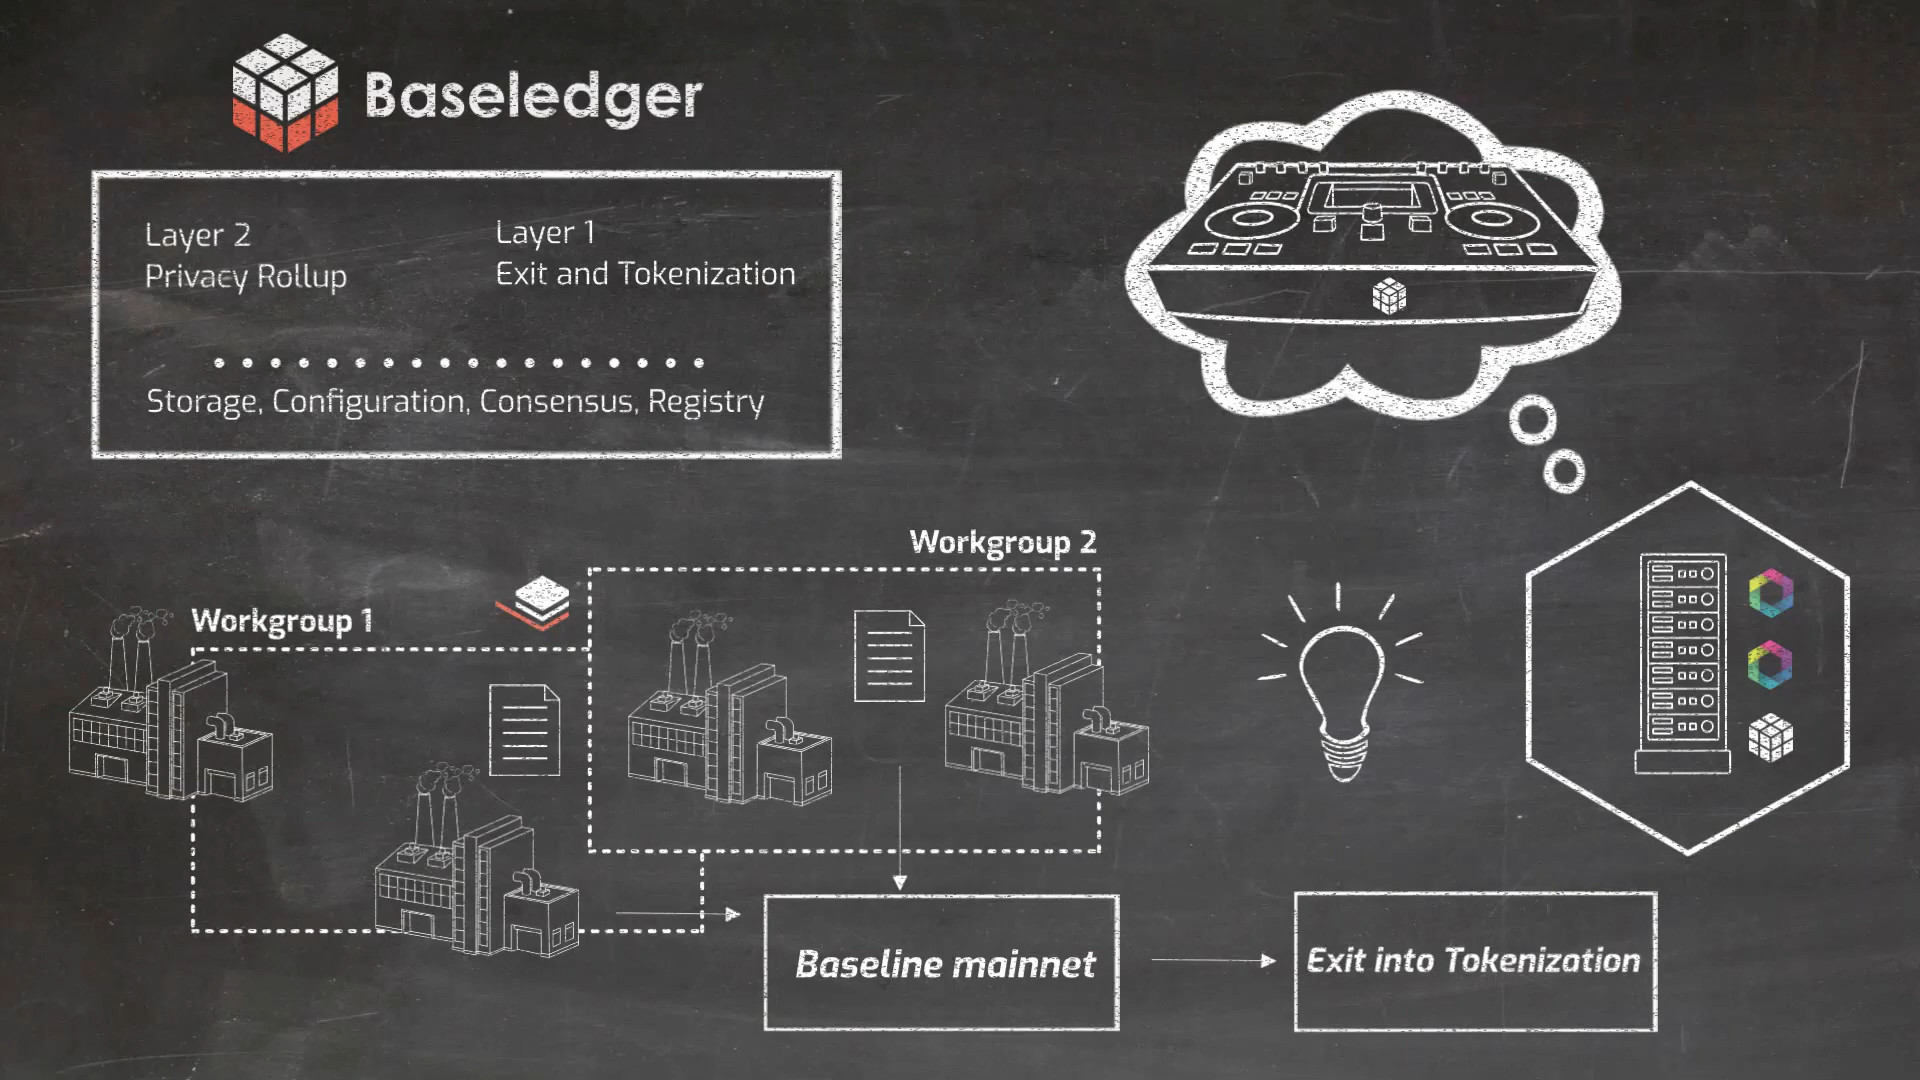 Baseledger
Layer 2
Privacy Rollup
Layer 1
Exit and Tokenization
Storage, Configuration, Consensus, Registry
Workgroup 2
Workgroup 1
Baseline mainnet
Exit into Tokenization